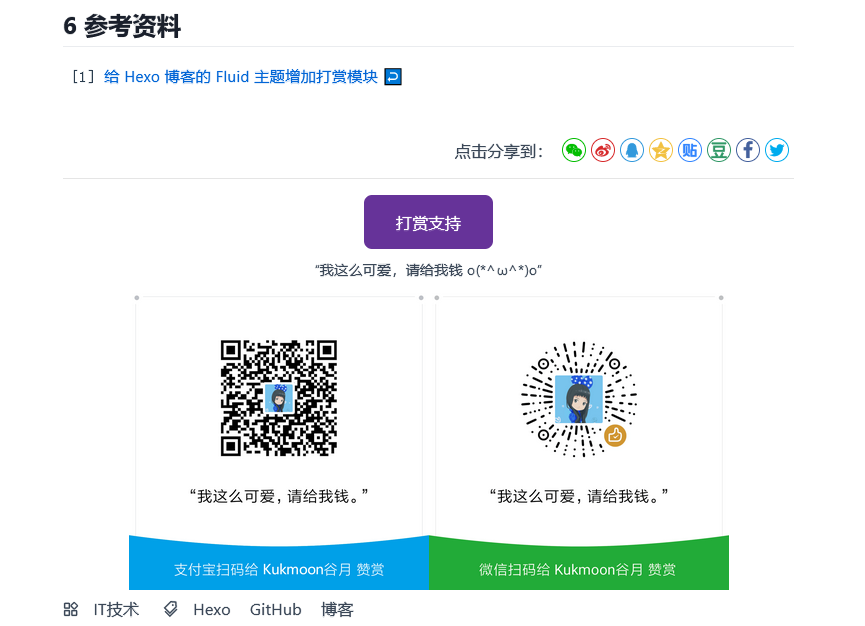 6 参考资料
［1］给 Hexo 博客的 Fluid 主题增加打赏模块
点击分享到：
贴
豆
打赏支持
“我这么可爱，请给我钱 o(*^ω^*)o”
“我这么可爱，请给我钱。”
“我这么可爱，请给我钱。”
支付宝扫码给 Kukmoon谷月 赞赏
微信扫码给 Kukmoon谷月 赞赏
IT技术 Hexo GitHub 博客